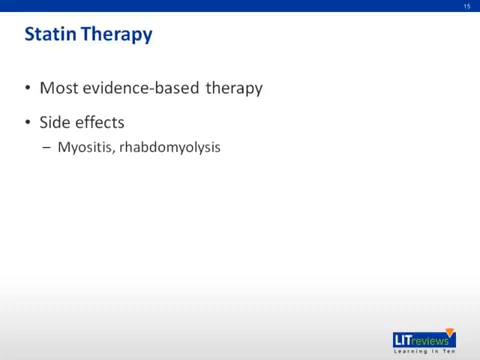 15
Statin Therapy
• Most evidence-based therapy
• Side effects
– Myositis, rhabdomyolysis
LITreviews
Learning in Ten